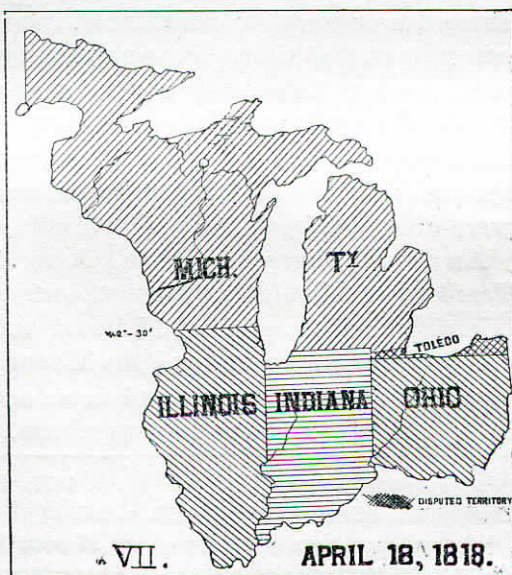 MICH. TY
42°-30'
TOLEDO
ILLINOIS INDIANA OHIO
DISPUTED TERRITORY
VII. APRIL 18, 1818.